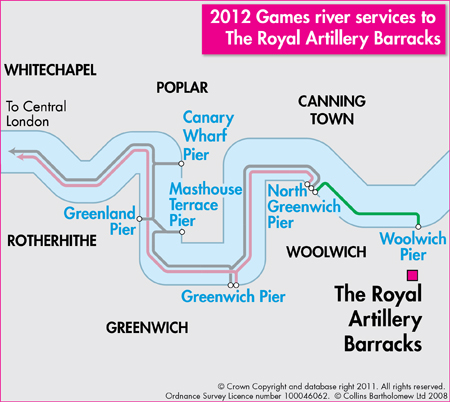 2012 Games river services to
The Royal Artillery Barracks
WHITECHAPEL
POPLAR
CANNING
TOWN
To Central
London
Canary
Wharf
Pier
Masthouse
Terrace
Pier
North
Greenwich
Pier
Greenland
Pier
ROTHERHITHE
WOOLWICH
Woolwich
Pier
Greenwich Pier
GREENWICH
The Royal
Artillery
Barracks
© Crown Copyright and database right 2011. All rights reserved.
Ordnance Survey Licence number 100046062. © Collins Bartholomew Ltd 2008